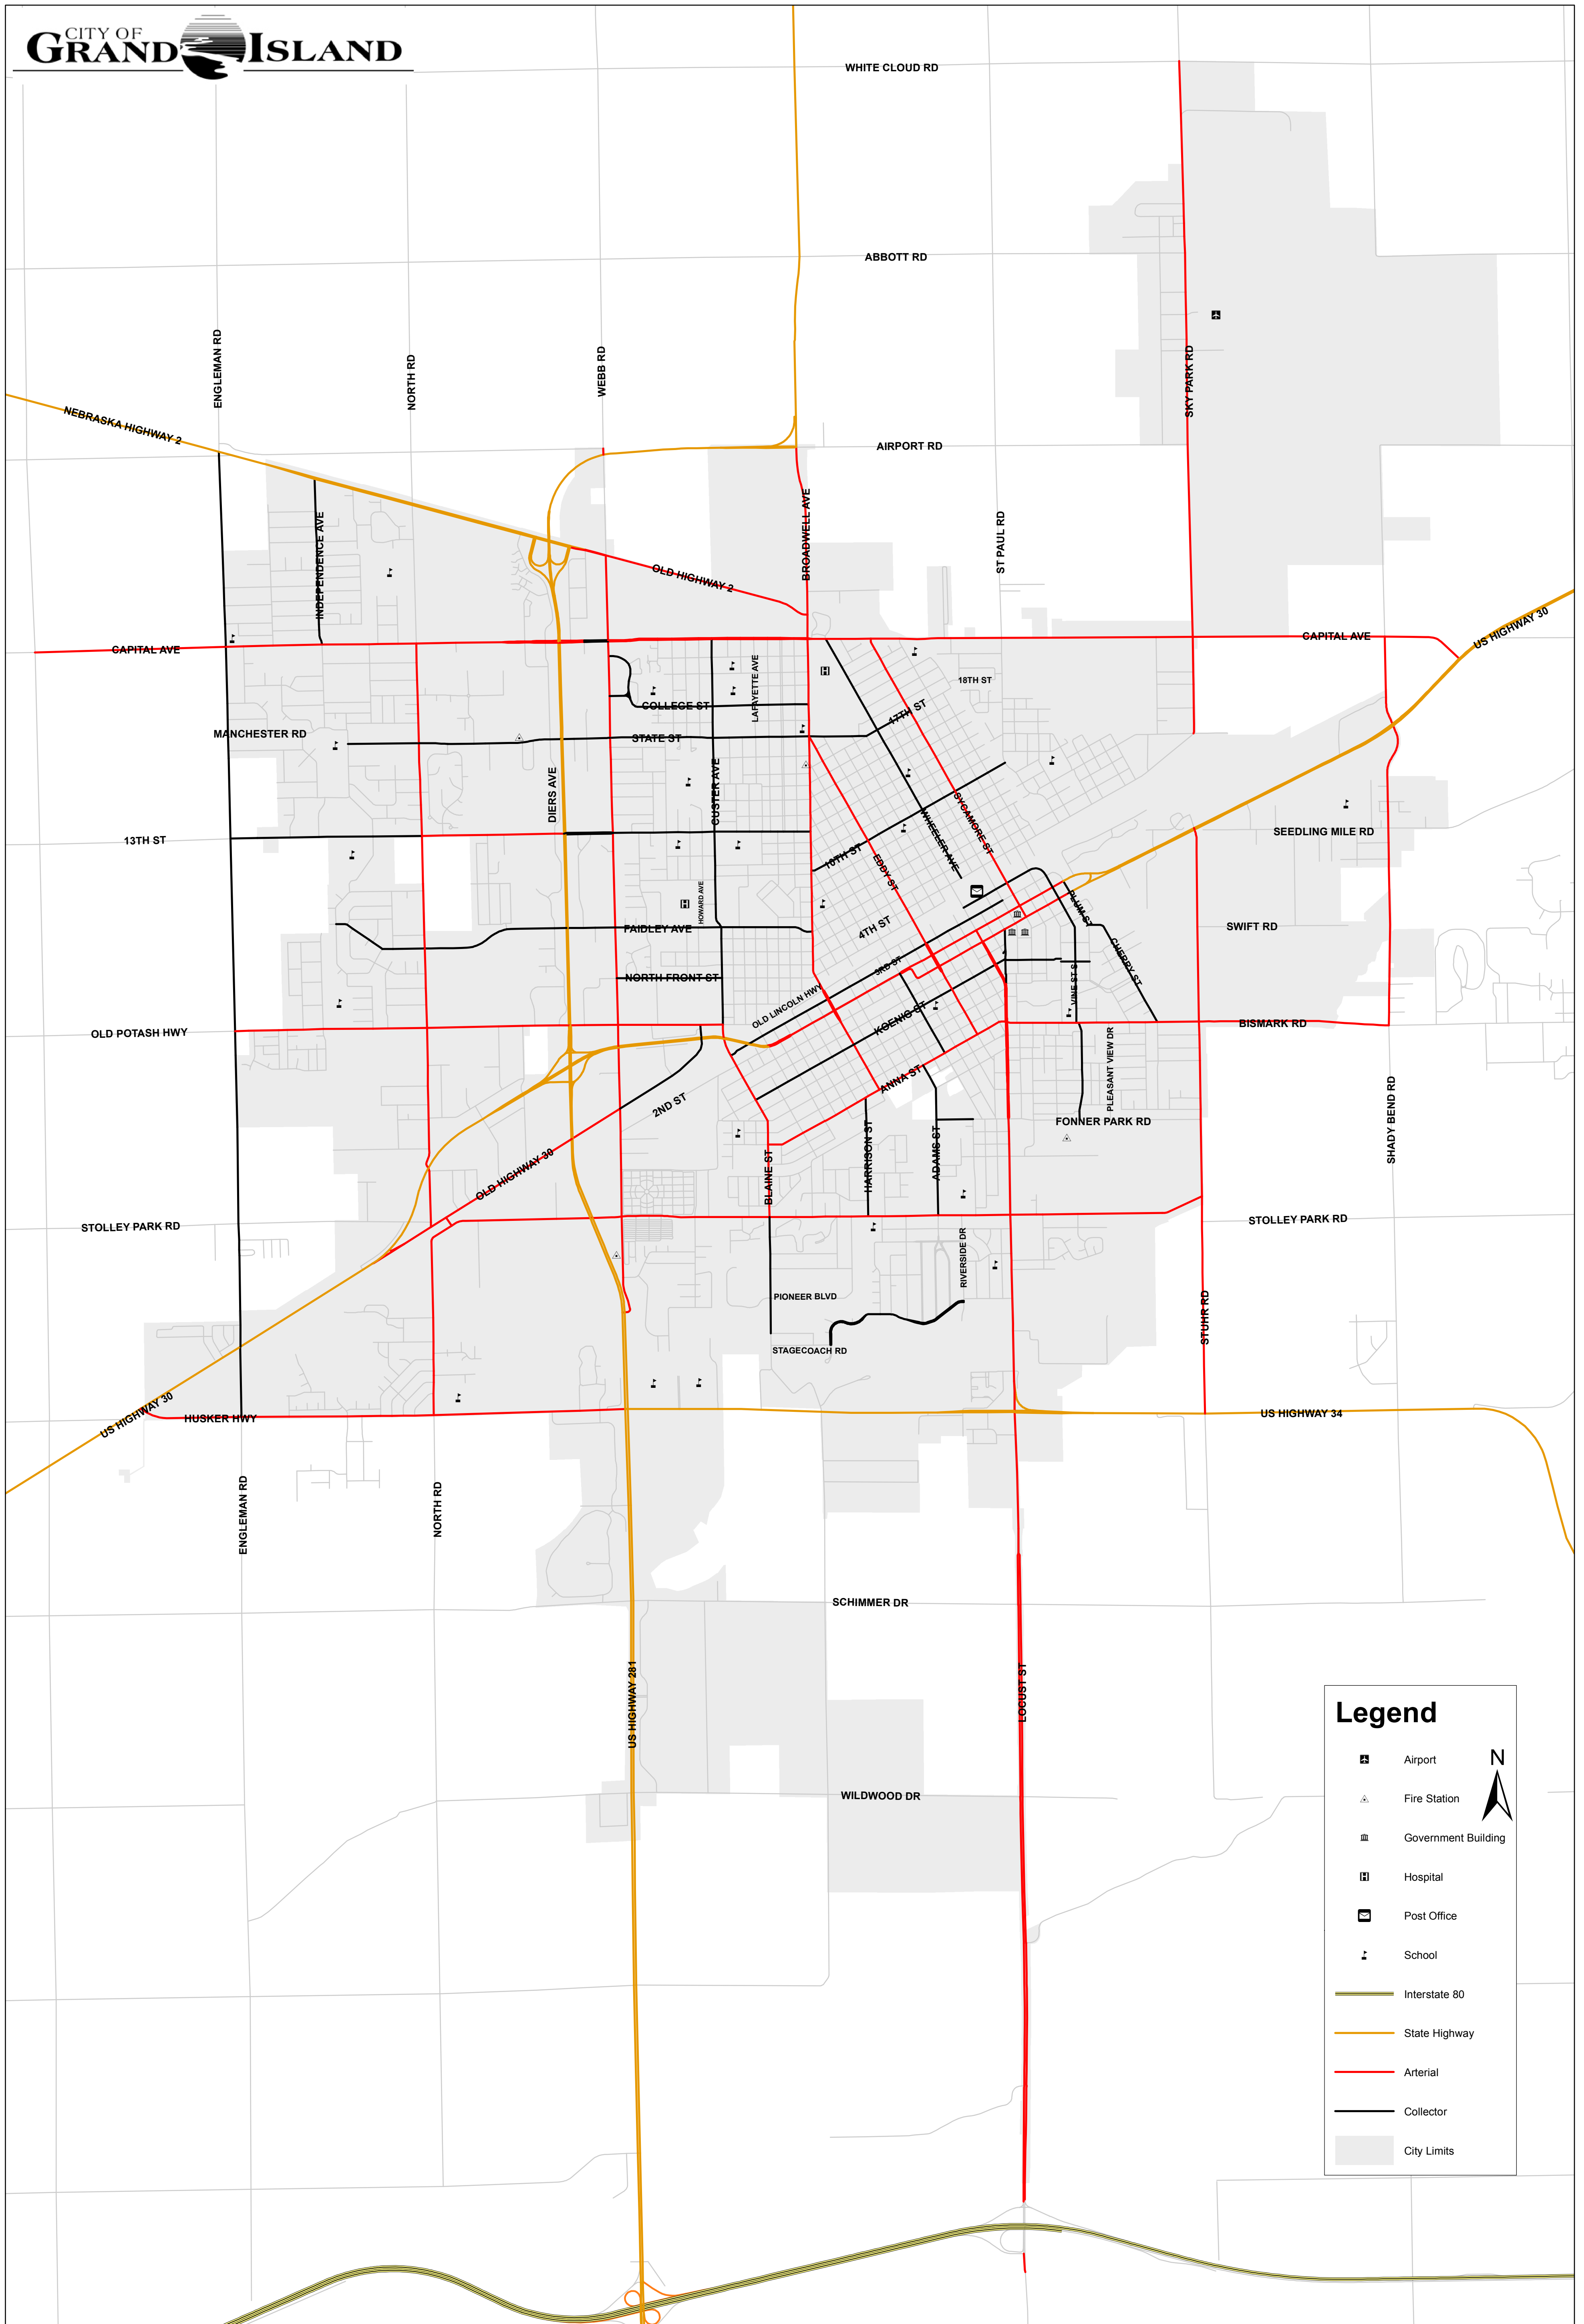 CITY OF
GRAND ISLAND
WHITE CLOUD RD
ABBOTT RD
ENGLEMAN RD
NORTH RD
WEBB RD
SKY PARK RD
NEBRASKA HIGHWAY 2
AIRPORT RD
INDEPENDENCE AVE
BROADWELL AVE
ST PAUL RD
OLD HIGHWAY 2
US HIGHWAY 30
CAPITAL AVE
CAPITAL AVE
LAFAYETTE AVE
18TH ST
COLLEGE ST
17TH ST
MANCHESTER RD
STATE ST
DIERS AVE
CUSTER AVE
WHEELER AVE
SYCAMORE ST
SEEDLING MILE RD
13TH ST
10TH ST
EDDY ST
HOWARD AVE
PLUM ST
FAIDLEY AVE
4TH ST
SWIFT RD
CHERRY ST
3RD ST
NORTH FRONT ST
VINE ST S
OLD LINCOLN HWY
KOENIG ST
OLD POTASH HWY
BISMARK RD
PLEASANT VIEW DR
ANNA ST
2ND ST
FONNER PARK RD
SHADY BEND RD
HARRISON ST
ADAMS ST
BLAINE ST
OLD HIGHWAY 30
STOLLEY PARK RD
STOLLEY PARK RD
RIVERSIDE DR
PIONEER BLVD
STUHR RD
STAGECOACH RD
US HIGHWAY 30
HUSKER HWY
US HIGHWAY 34
ENGLEMAN RD
NORTH RD
SCHIMMER DR
US HIGHWAY 281
LOCUST ST
WILDWOOD DR
Legend
N
Airport
Fire Station
Government Building
Hospital
Post Office
School
Interstate 80
State Highway
Arterial
Collector
City Limits